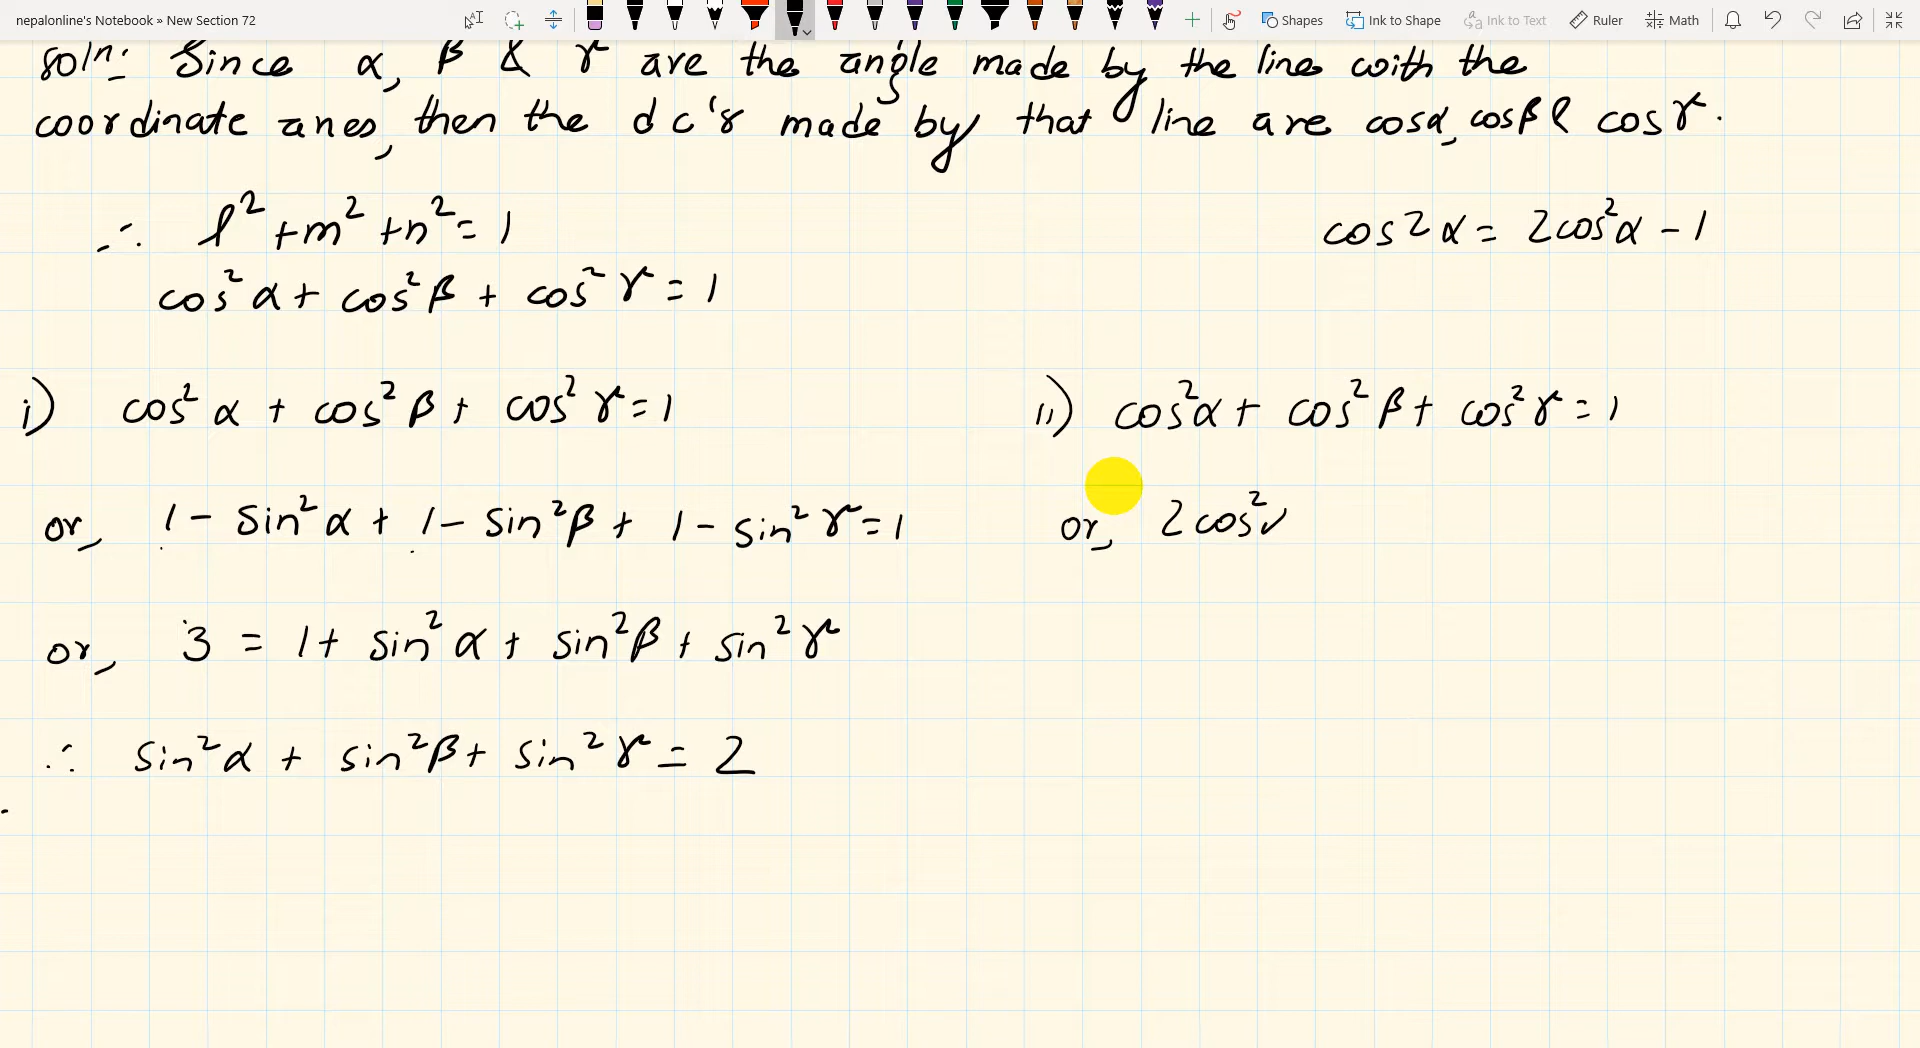 nepalonline's Notebook » New Section 72
Shapes Ink to Shape Ink to Text Ruler Math
soln: Since α, β & γ are the angle made by the line with the
coordinate axes, then the dc's made by that line are cosα, cosβ & cosγ.
∴ l²+m²+n²=1
cos2α = 2cos²α - 1
cos²α + cos²β + cos²γ = 1
i) cos²α + cos²β + cos²γ = 1
ii) cos²α + cos²β + cos²γ = 1
or, 1 - sin²α + 1 - sin²β + 1 - sin²γ = 1
or, 2cos²
or, 3 = 1 + sin²α + sin²β + sin²γ
∴ sin²α + sin²β + sin²γ = 2